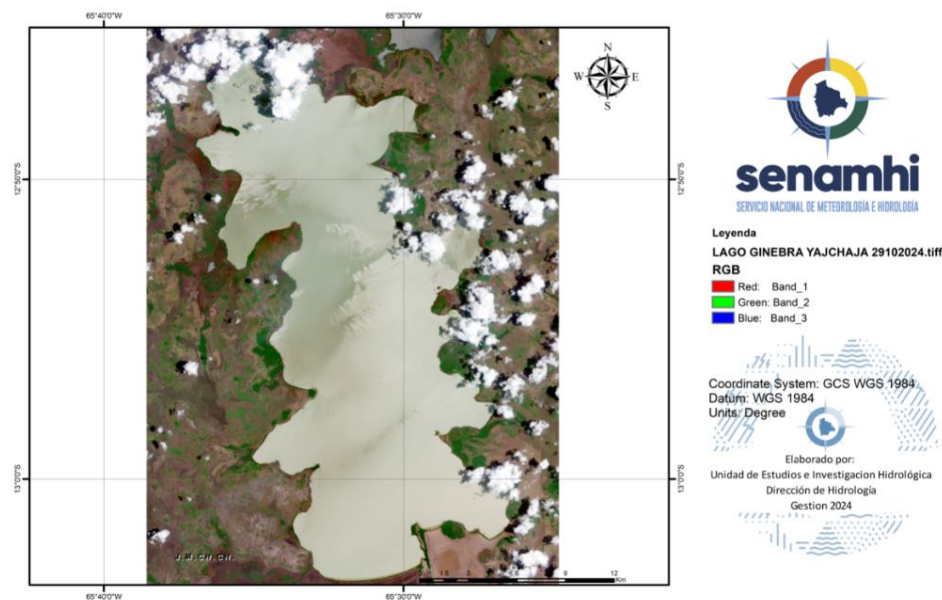 65°40'0"W 65°30'0"W
N
W E
S
12°50'0"S 12°50'0"S
13°0'0"S 13°0'0"S
J.M.CH.CH.
9 12
Km
65°40'0"W 65°30'0"W
senamhi
SERVICIO NACIONAL DE METEOROLOGÍA E HIDROLOGÍA
Leyenda
LAGO GINEBRA YAJCHAJA 29102024.tiff
RGB
Red: Band_1
Green: Band_2
Blue: Band_3
Coordinate System: GCS WGS 1984
Datum: WGS 1984
Units: Degree
Elaborado por:
Unidad de Estudios e Investigacion Hidrológica
Dirección de Hidrología
Gestion 2024